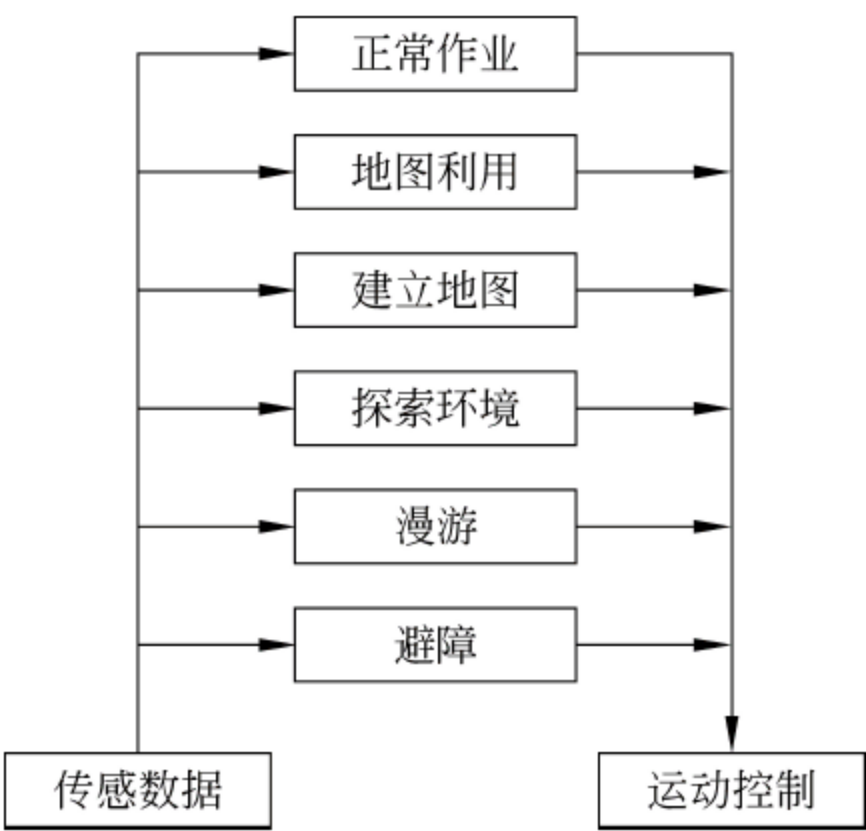 正常作业
地图利用
建立地图
探索环境
漫游
避障
传感数据
运动控制